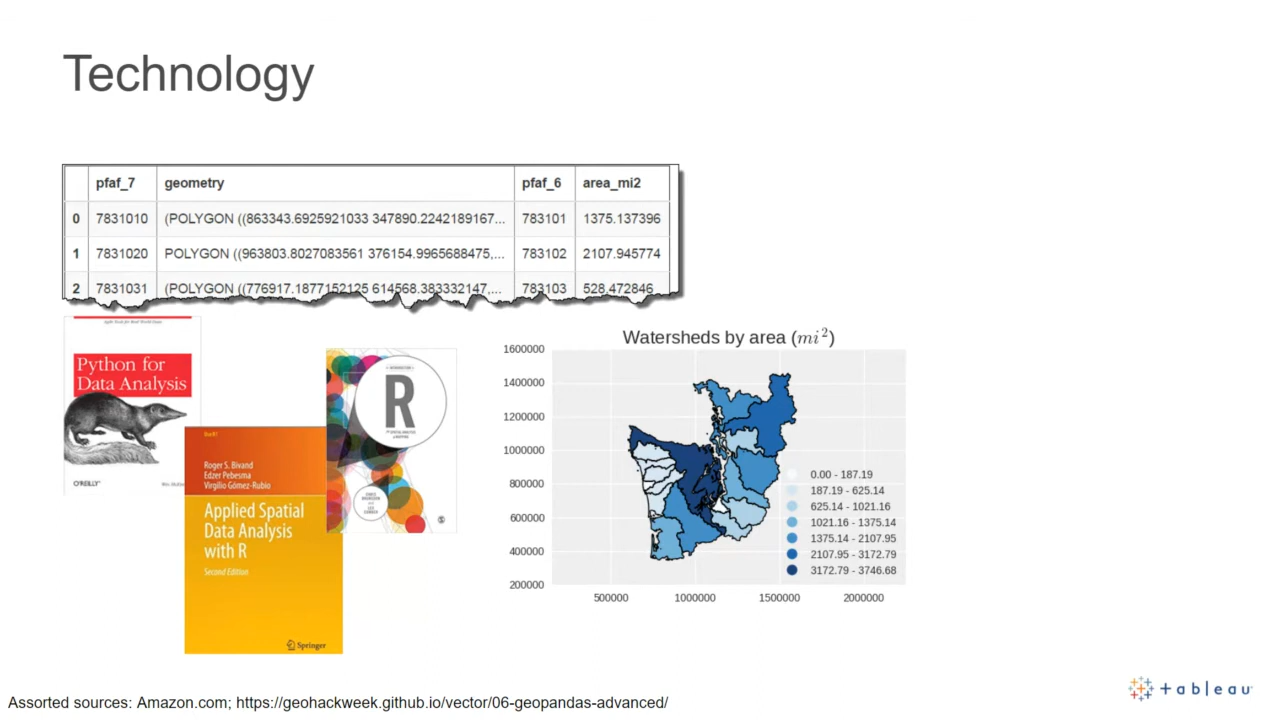 Technology
pfaf_7 geometry pfaf_6 area_mi2
0 7831010 (POLYGON ((863343.6925921033 347890.2242189167... 783101 1375.137396
1 7831020 POLYGON ((963803.8027083561 376154.9965688475,... 783102 2107.945774
2 7831031 (POLYGON ((776917.1877152125 614568.383332147,... 783103 528.472846
Python for
Data Analysis
O'REILLY
Use R!
Roger S. Bivand
Edzer Pebesma
Virgilio Gómez-Rubio
Applied Spatial
Data Analysis
with R
Second Edition
Springer
R
Watersheds by area (mi²)
1600000
1400000
1200000
1000000
800000
600000
400000
200000
500000 1000000 1500000 2000000
0.00 - 187.19
187.19 - 625.14
625.14 - 1021.16
1021.16 - 1375.14
1375.14 - 2107.95
2107.95 - 3172.79
3172.79 - 3746.68
Assorted sources: Amazon.com; https://geohackweek.github.io/vector/06-geopandas-advanced/
tableau